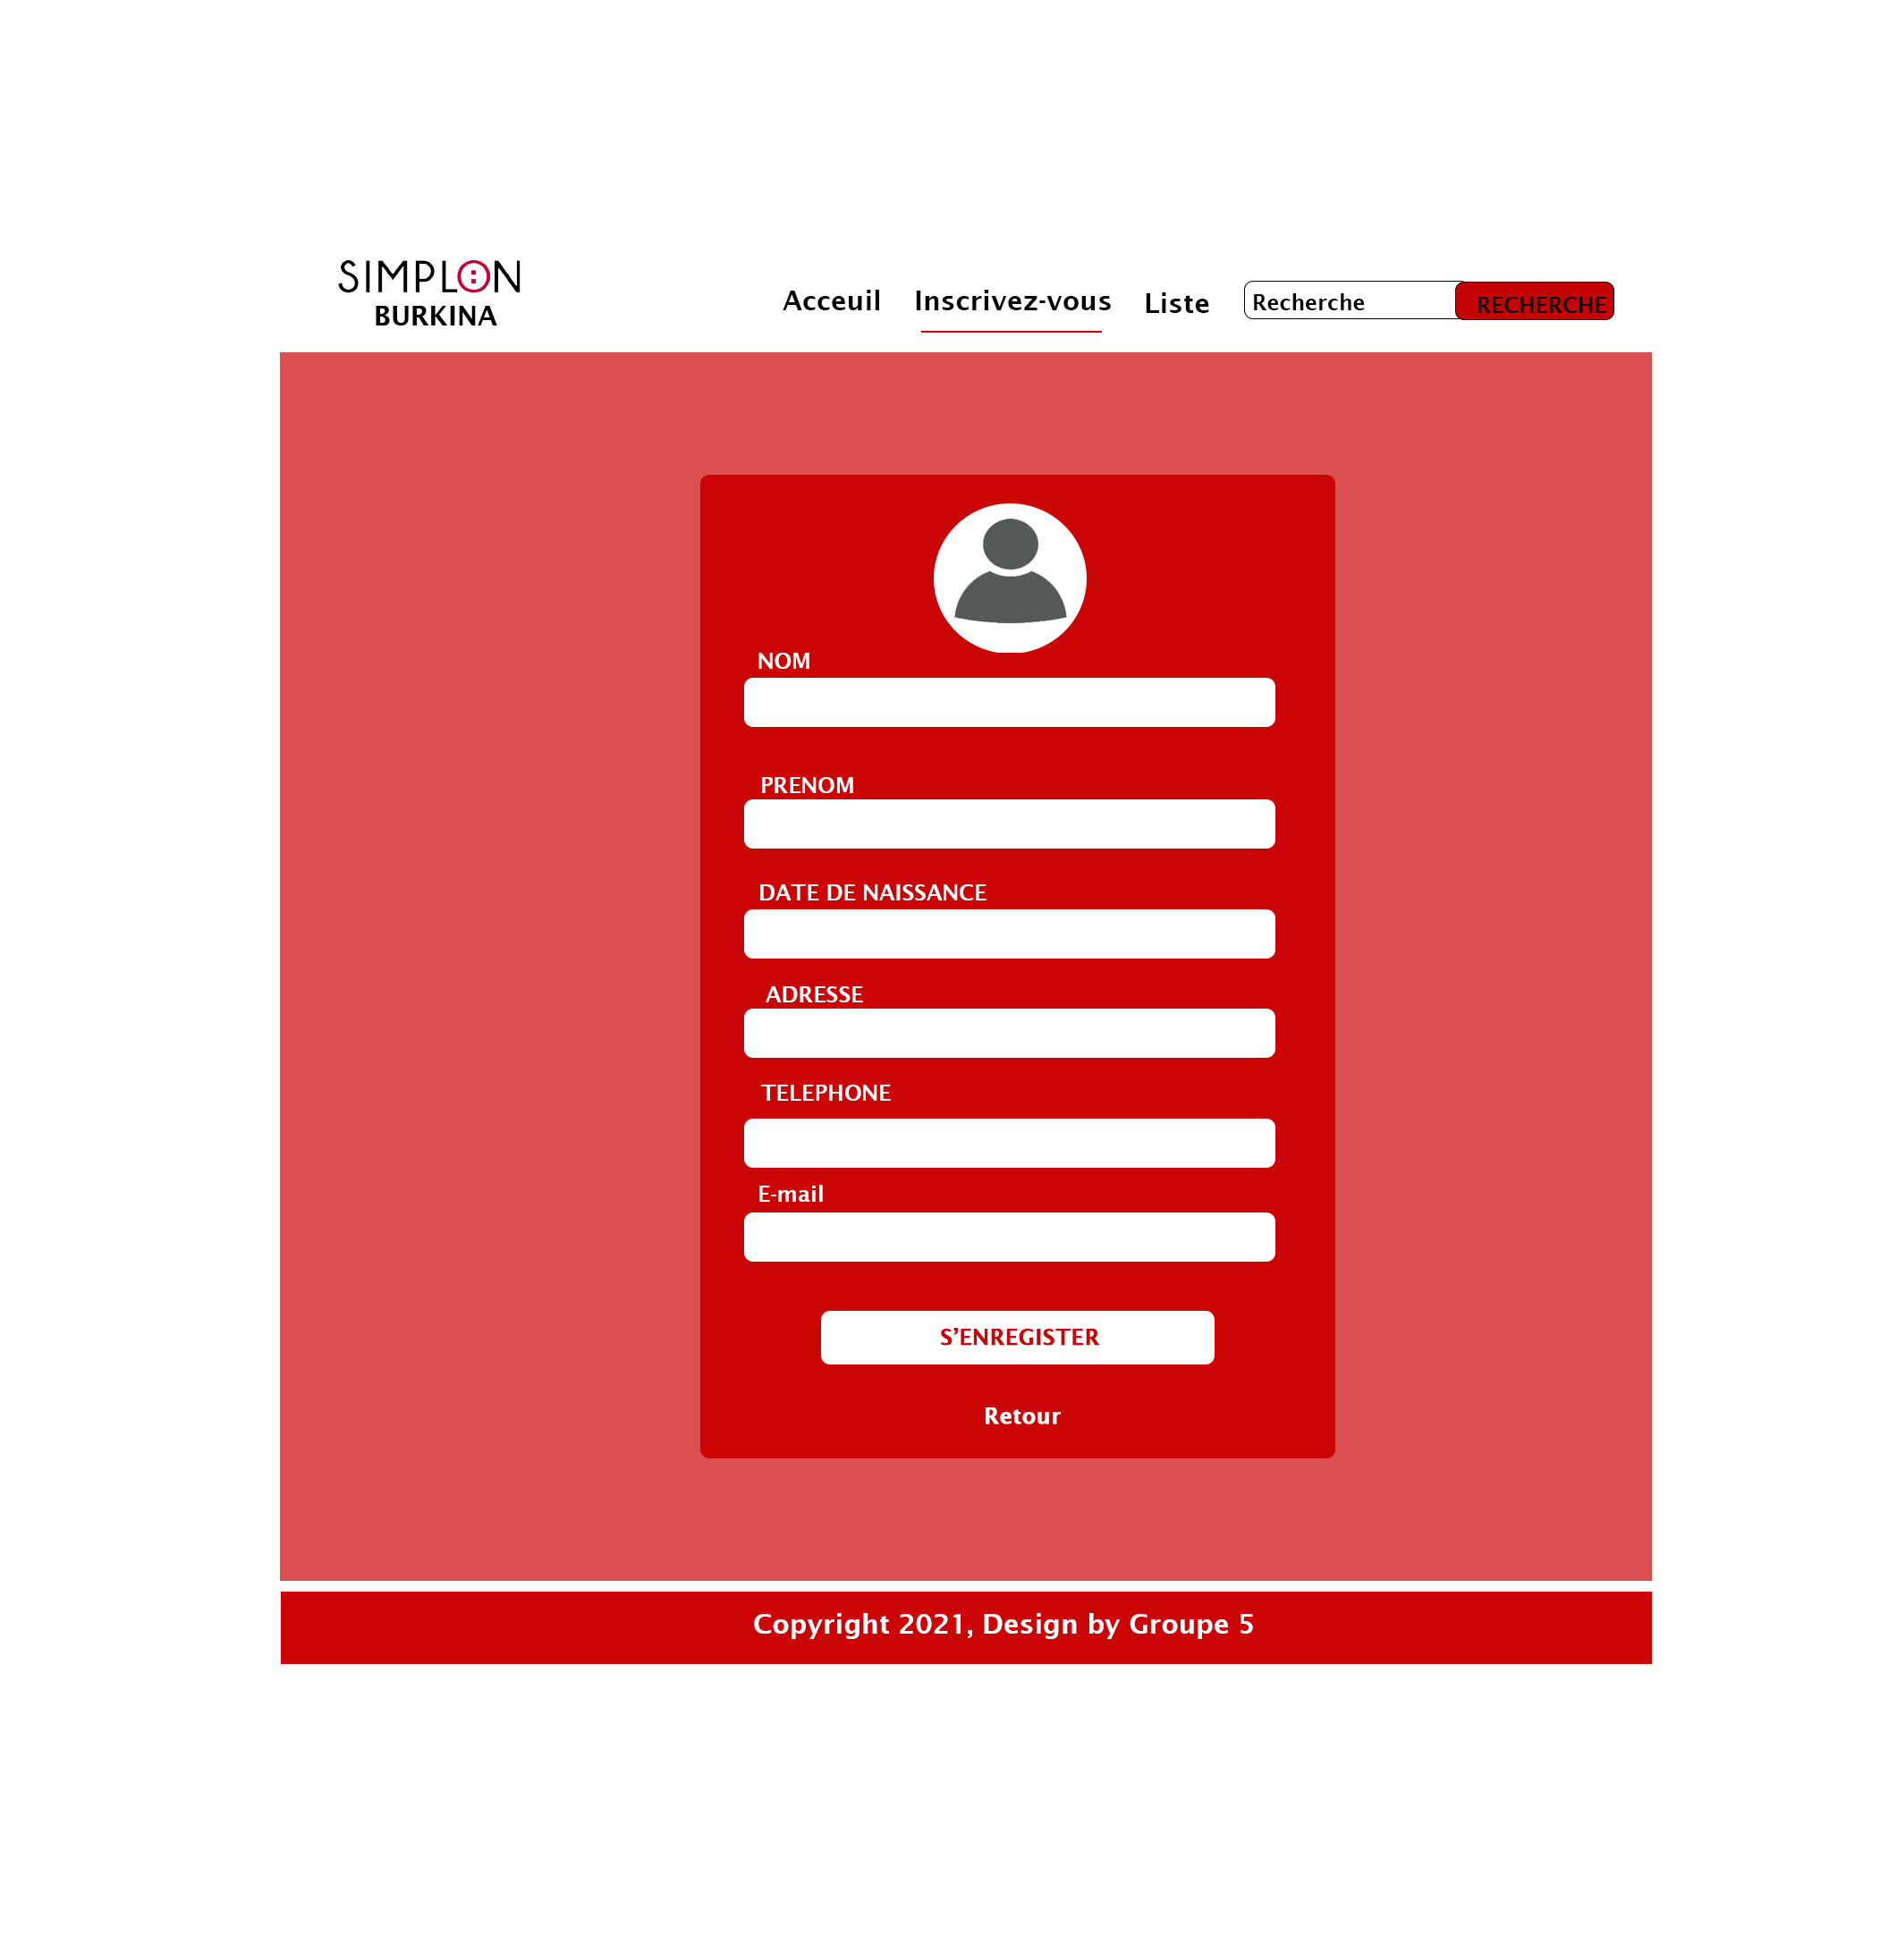 SIMPLON
BURKINA
Acceuil Inscrivez-vous Liste Recherche RECHERCHE
NOM
PRENOM
DATE DE NAISSANCE
ADRESSE
TELEPHONE
E-mail
S’ENREGISTER
Retour
Copyright 2021, Design by Groupe 5